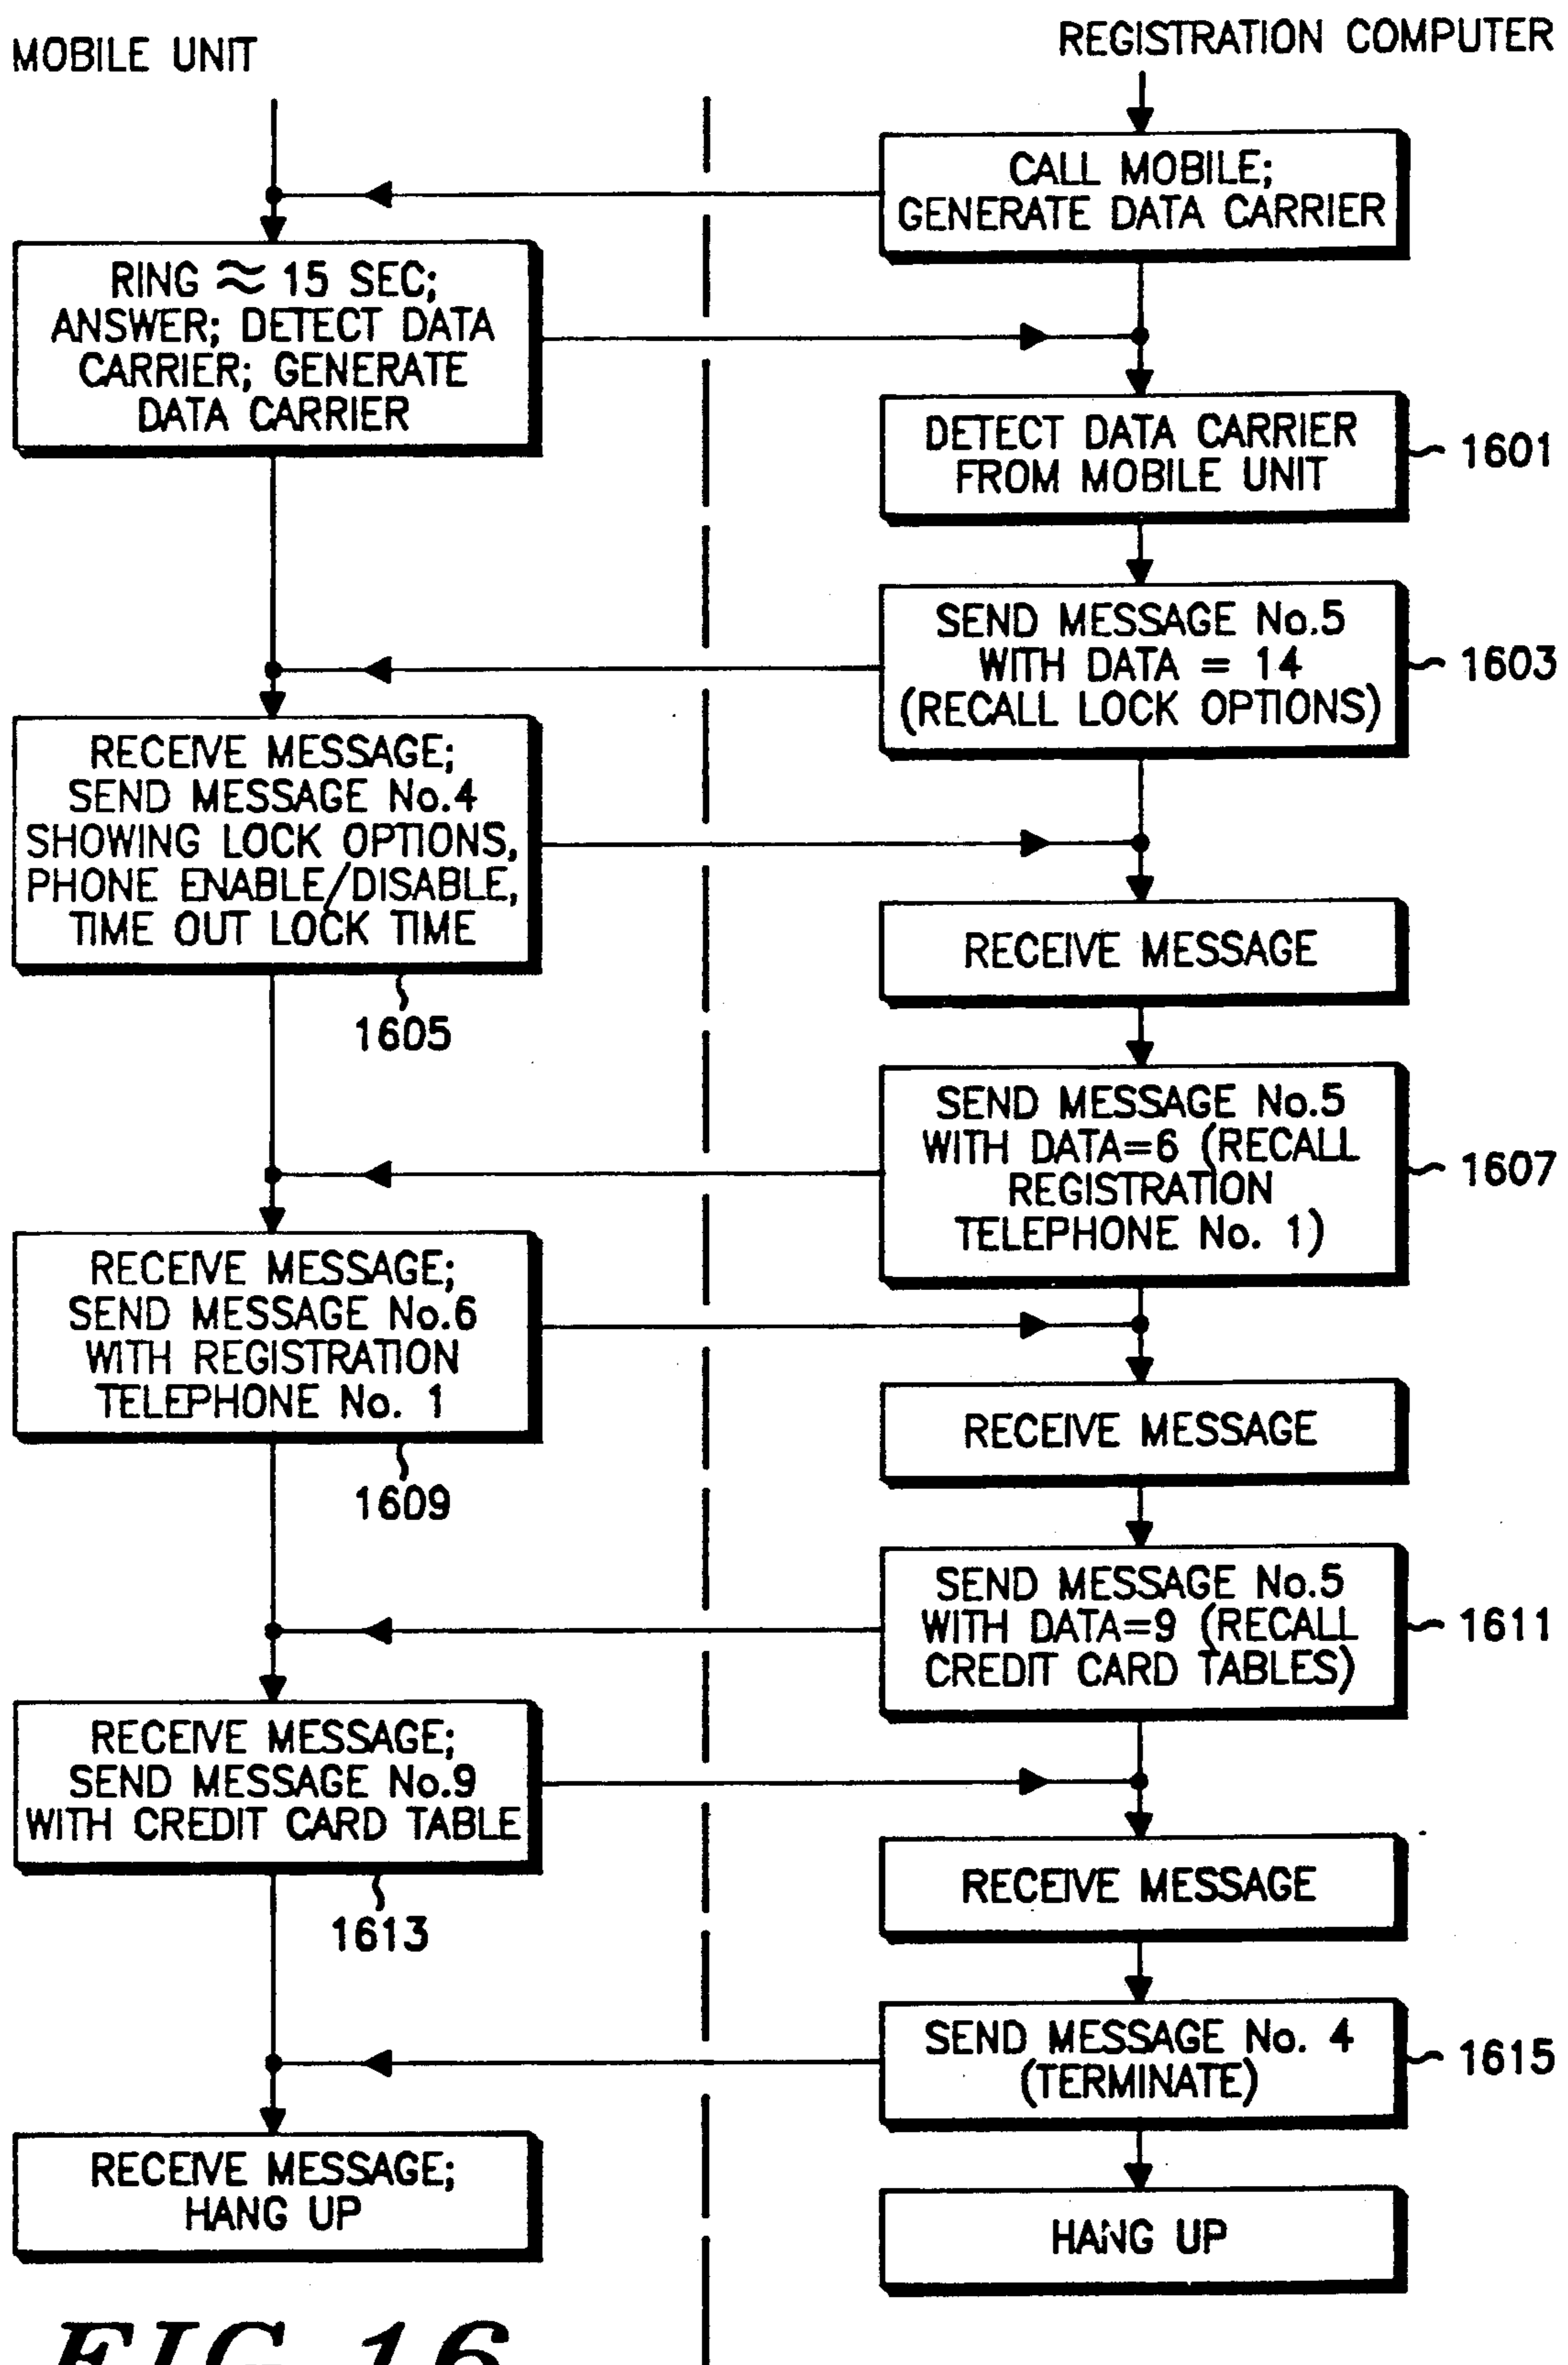 MOBILE UNIT
REGISTRATION COMPUTER
CALL MOBILE;
GENERATE DATA CARRIER
RING ≈ 15 SEC;
ANSWER; DETECT DATA
CARRIER; GENERATE
DATA CARRIER
DETECT DATA CARRIER
FROM MOBILE UNIT
1601
SEND MESSAGE No.5
WITH DATA = 14
(RECALL LOCK OPTIONS)
1603
RECEIVE MESSAGE;
SEND MESSAGE No.4
SHOWING LOCK OPTIONS,
PHONE ENABLE/DISABLE,
TIME OUT LOCK TIME
1605
RECEIVE MESSAGE
SEND MESSAGE No.5
WITH DATA=6 (RECALL
REGISTRATION
TELEPHONE No. 1)
1607
RECEIVE MESSAGE;
SEND MESSAGE No.6
WITH REGISTRATION
TELEPHONE No. 1
1609
RECEIVE MESSAGE
SEND MESSAGE No.5
WITH DATA=9 (RECALL
CREDIT CARD TABLES)
1611
RECEIVE MESSAGE;
SEND MESSAGE No.9
WITH CREDIT CARD TABLE
1613
RECEIVE MESSAGE
SEND MESSAGE No. 4
(TERMINATE)
1615
RECEIVE MESSAGE;
HANG UP
HANG UP
FIG.16